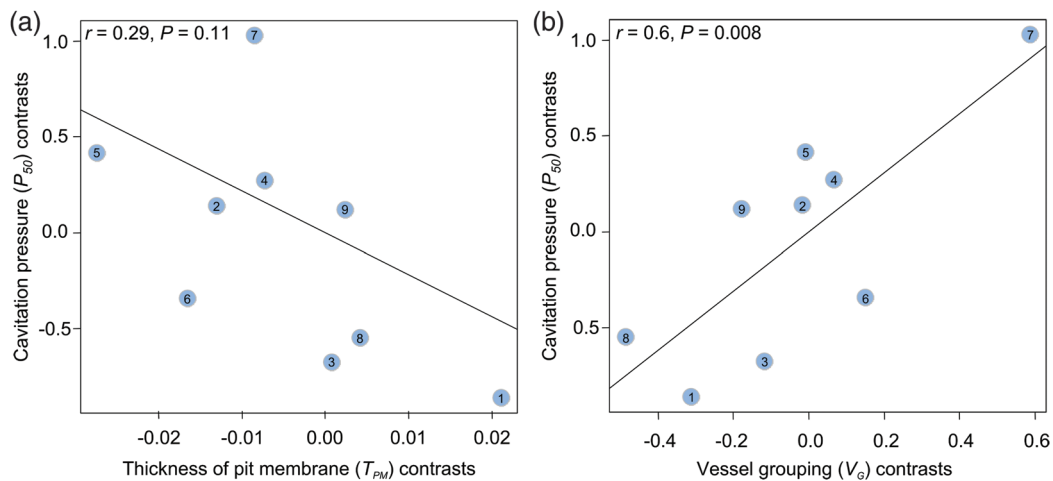 (a)
r = 0.29, P = 0.11
Cavitation pressure (P50) contrasts
1.0
0.5
0.0
-0.5
7
5
4
2
9
6
8
3
1
-0.02 -0.01 0.00 0.01 0.02
Thickness of pit membrane (TPM) contrasts
(b)
r = 0.6, P = 0.008
Cavitation pressure (P50) contrasts
1.0
0.5
0.0
0.5
7
5
4
2
9
6
8
3
1
-0.4 -0.2 0.0 0.2 0.4 0.6
Vessel grouping (VG) contrasts